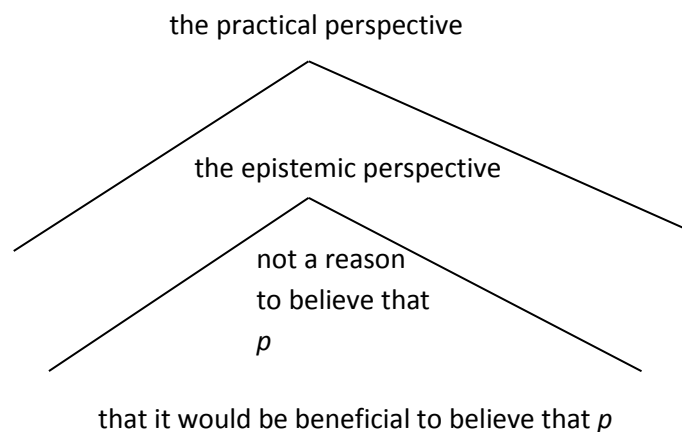 the practical perspective
the epistemic perspective
not a reason
to believe that
p
that it would be beneficial to believe that p